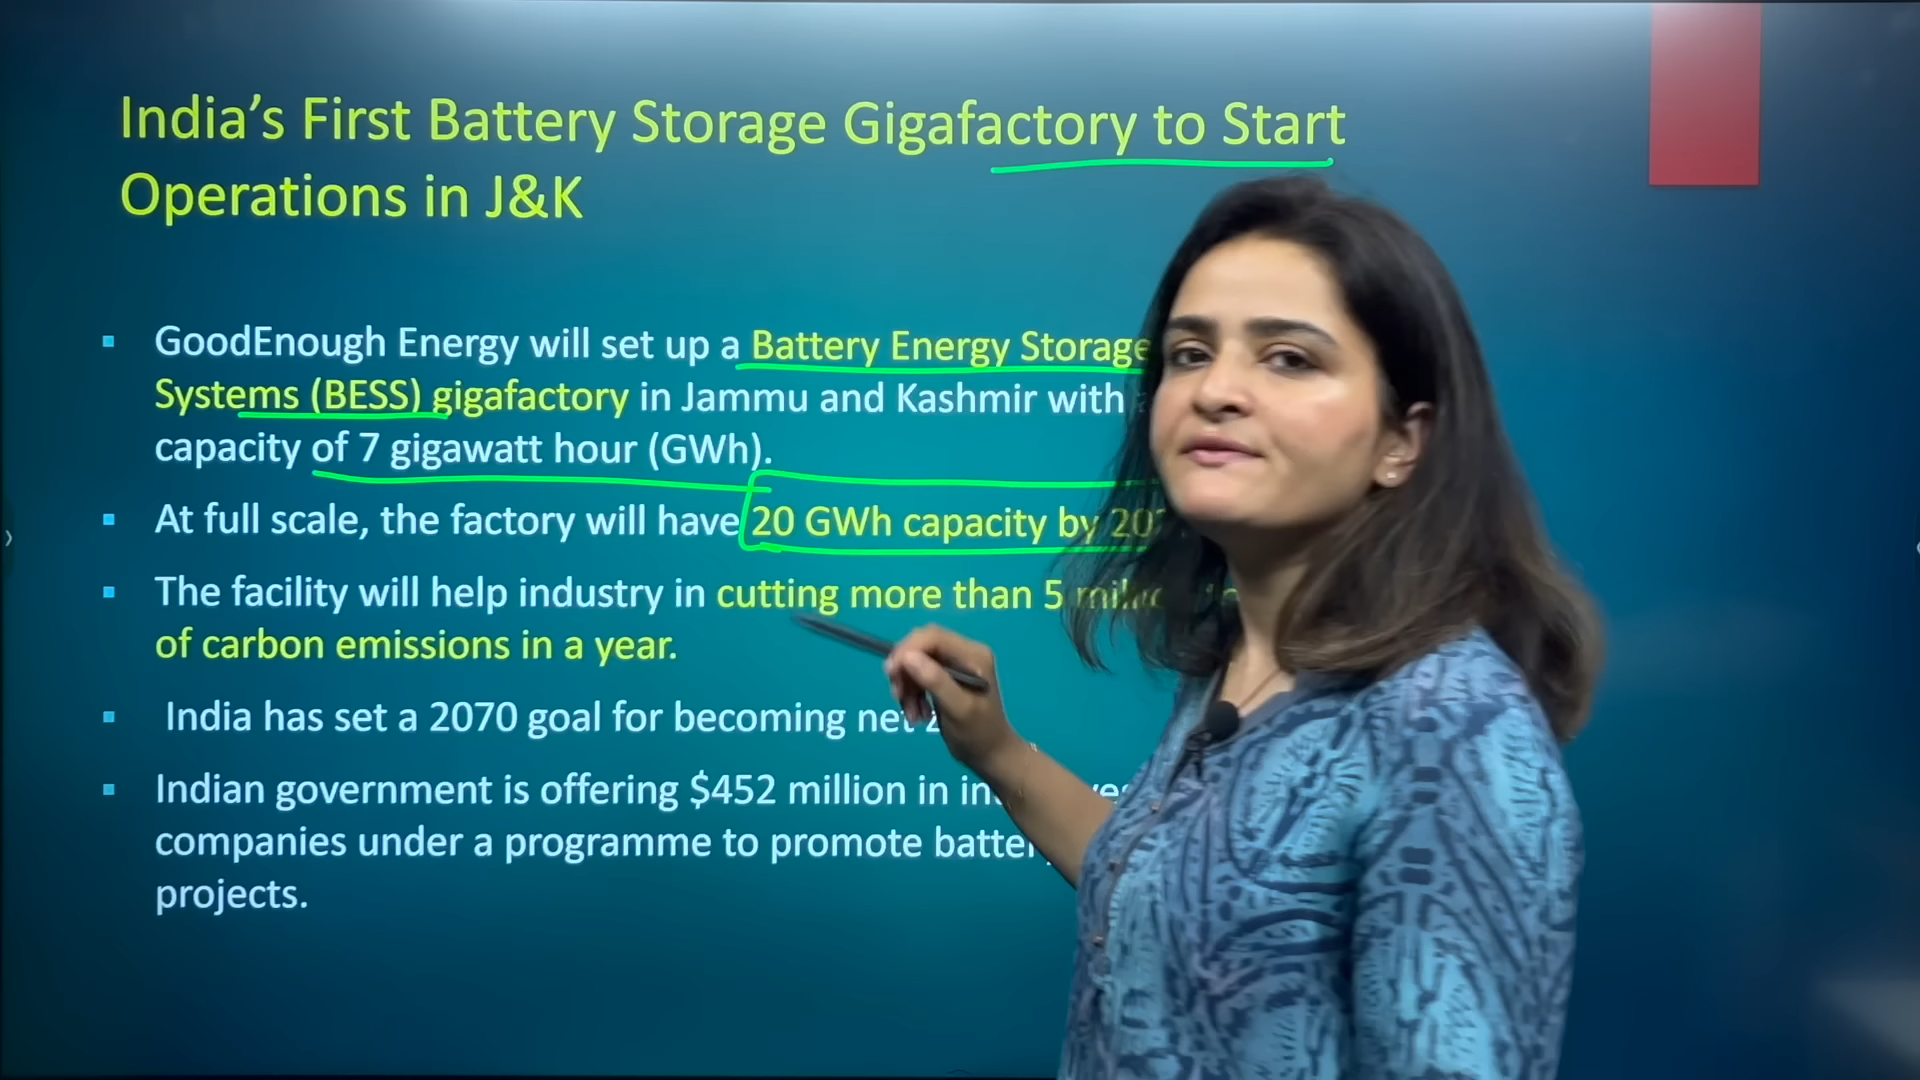 India's First Battery Storage Gigafactory to Start
Operations in J&K
GoodEnough Energy will set up a Battery Energy Storage
Systems (BESS) gigafactory in Jammu and Kashmir with
capacity of 7 gigawatt hour (GWh).
At full scale, the factory will have 20 GWh capacity by
The facility will help industry in cutting more than 5
of carbon emissions in a year.
India has set a 2070 goal for becoming net
Indian government is offering $452 million in
companies under a programme to promote
projects.